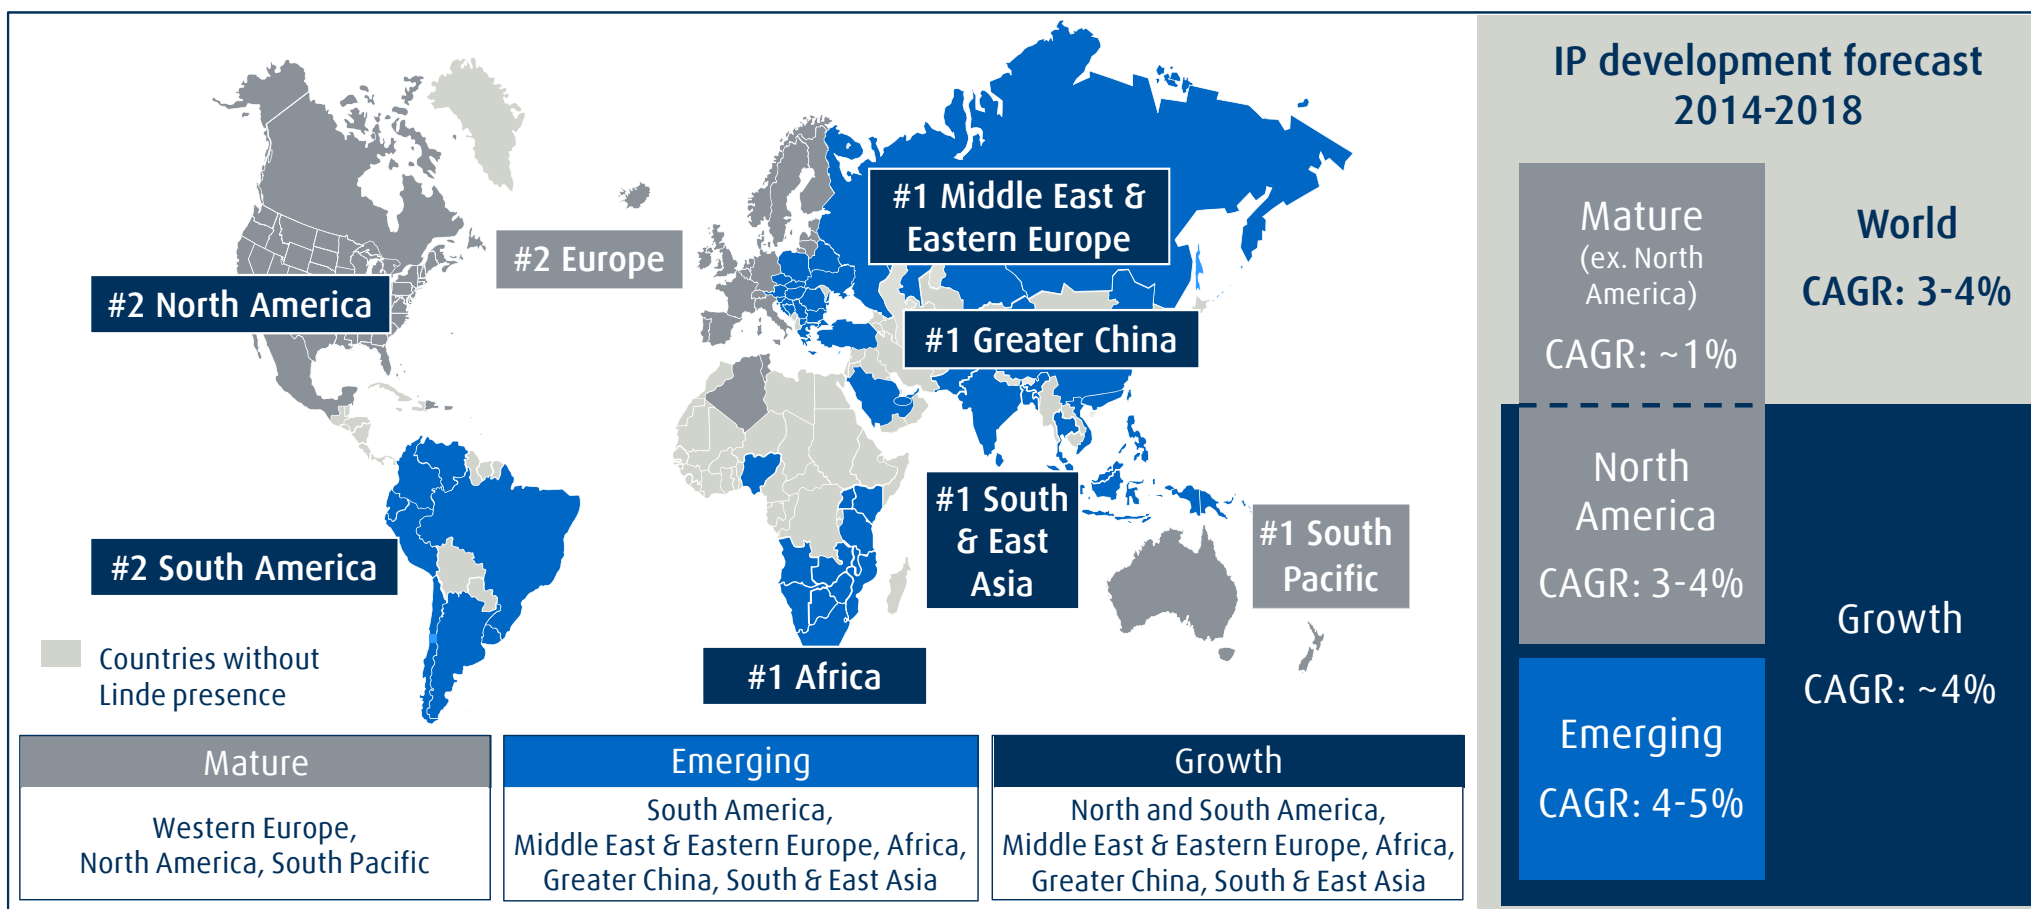 IP development forecast
2014-2018
#1 Middle East &
Eastern Europe
#2 Europe
#2 North America
#1 Greater China
#1 South
& East
Asia
#1 South
Pacific
#2 South America
#1 Africa
Countries without
Linde presence
Mature
(ex. North
America)
CAGR: ~1%
World
CAGR: 3-4%
North
America
CAGR: 3-4%
Growth
CAGR: ~4%
Emerging
CAGR: 4-5%
Mature
Western Europe,
North America, South Pacific
Emerging
South America,
Middle East & Eastern Europe, Africa,
Greater China, South & East Asia
Growth
North and South America,
Middle East & Eastern Europe, Africa,
Greater China, South & East Asia